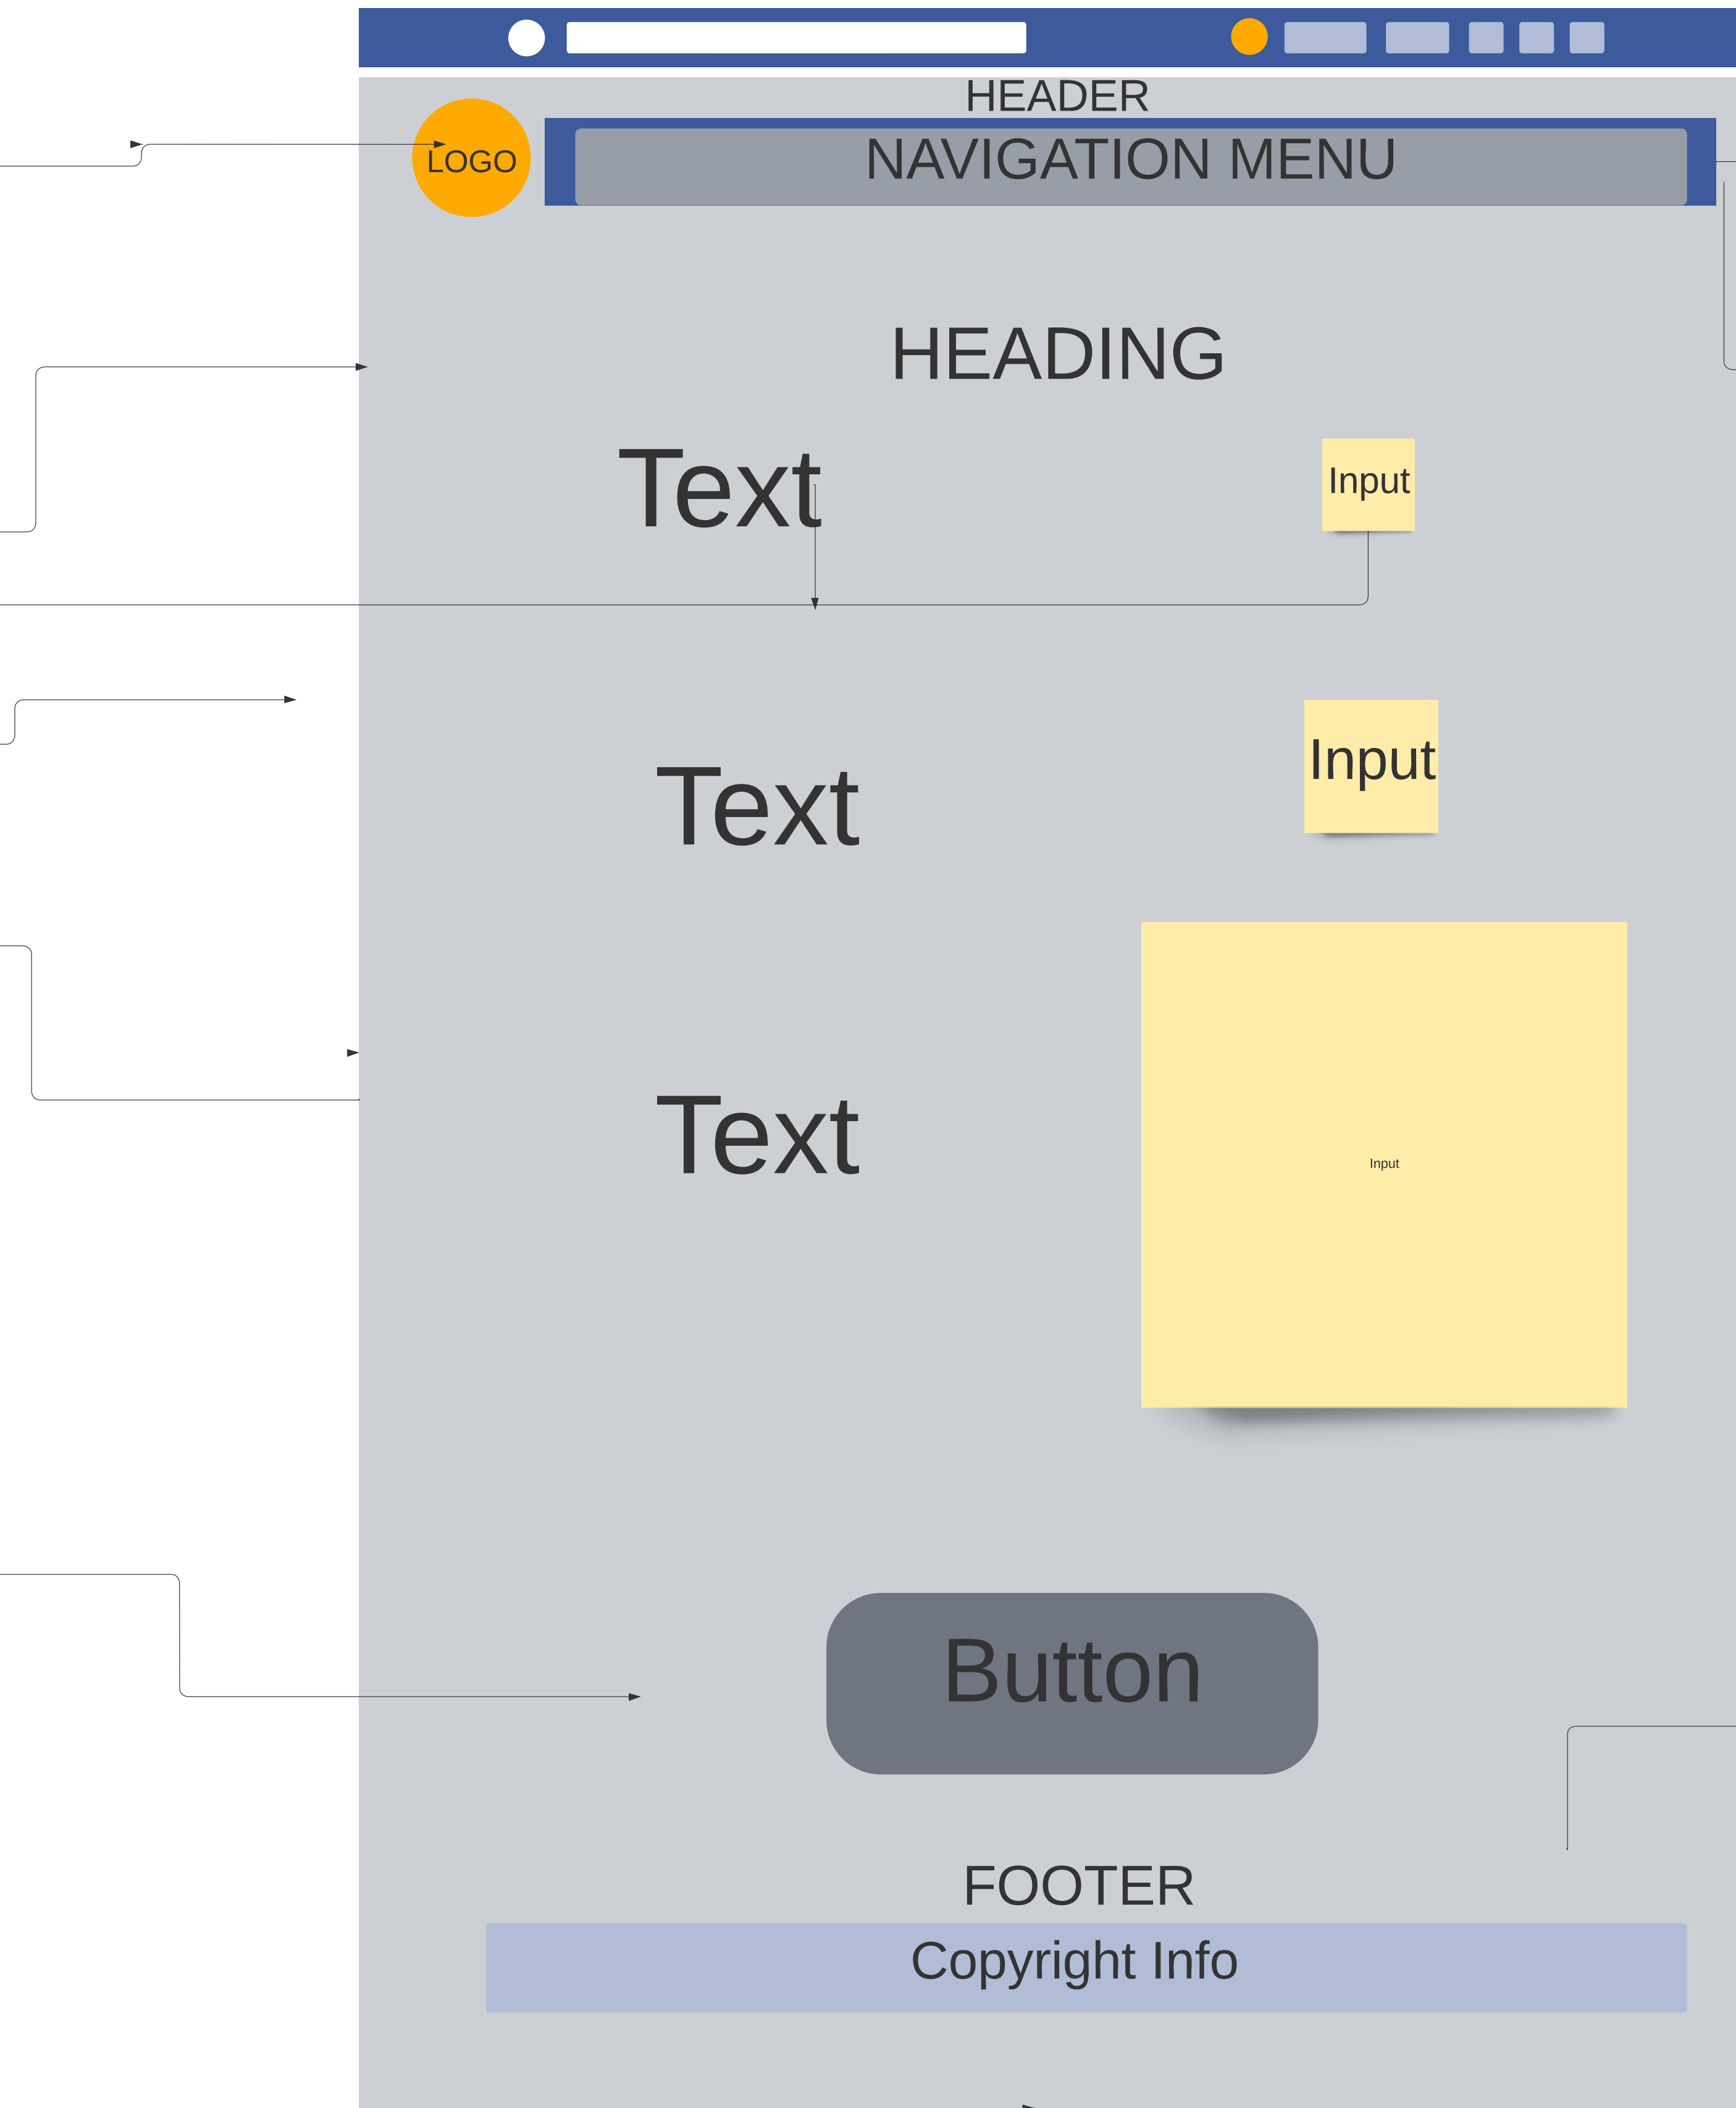 HEADER
LOGO
NAVIGATION MENU
HEADING
Text
Input
Input
Text
Text
Input
Button
FOOTER
Copyright Info